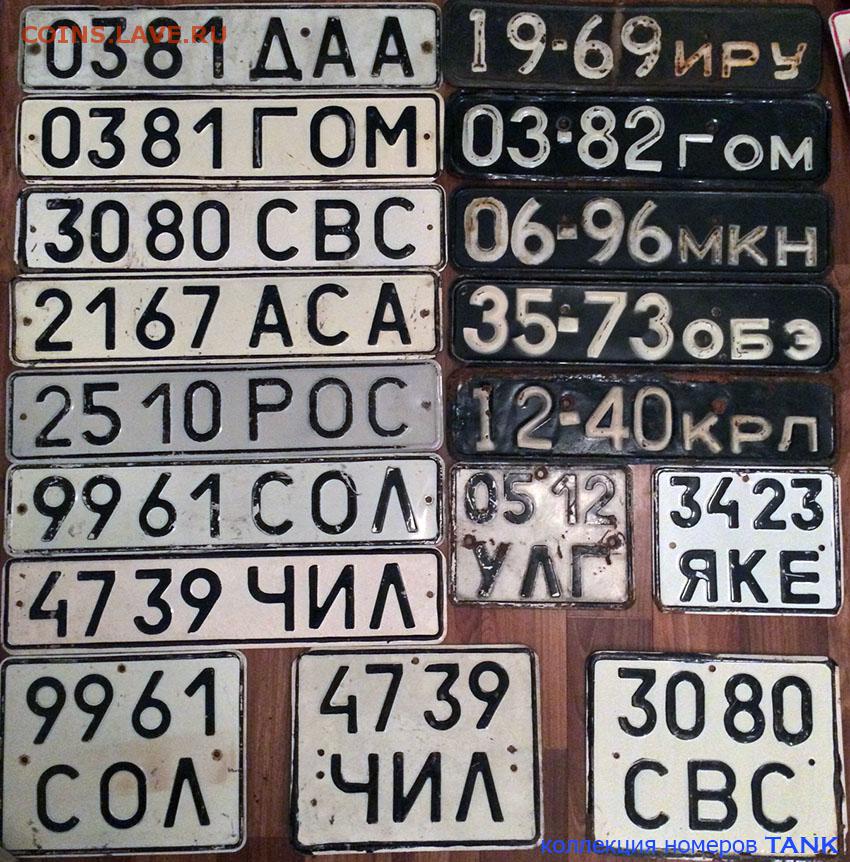 COINS.LAVE.RU
0381 ДАА
0381 ГОМ
3080 СВС
2167 АСА
2510 РОС
9961 СОЛ
4739 ЧИЛ
19-69 ИРУ
03-82 ГОМ
06-96 МКН
35-73 ОБЭ
12-40 КРЛ
05 12
УЛГ
34 23
ЯКЕ
9961
СОЛ
4739
ЧИЛ
3080
СВС
коллекция номеров TANK